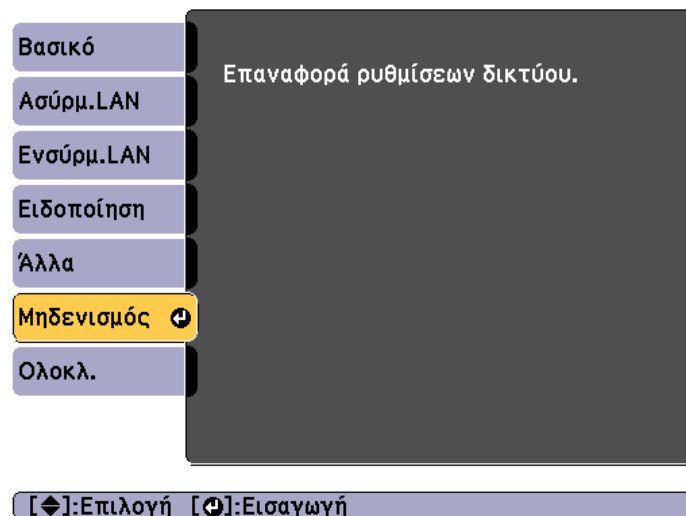 Βασικό
Ασύρμ.LAN
Ενσύρμ.LAN
Ειδοποίηση
Άλλα
Μηδενισμός
Ολοκλ.
Επαναφορά ρυθμίσεων δικτύου.
[◆]:Επιλογή [⏎]:Εισαγωγή